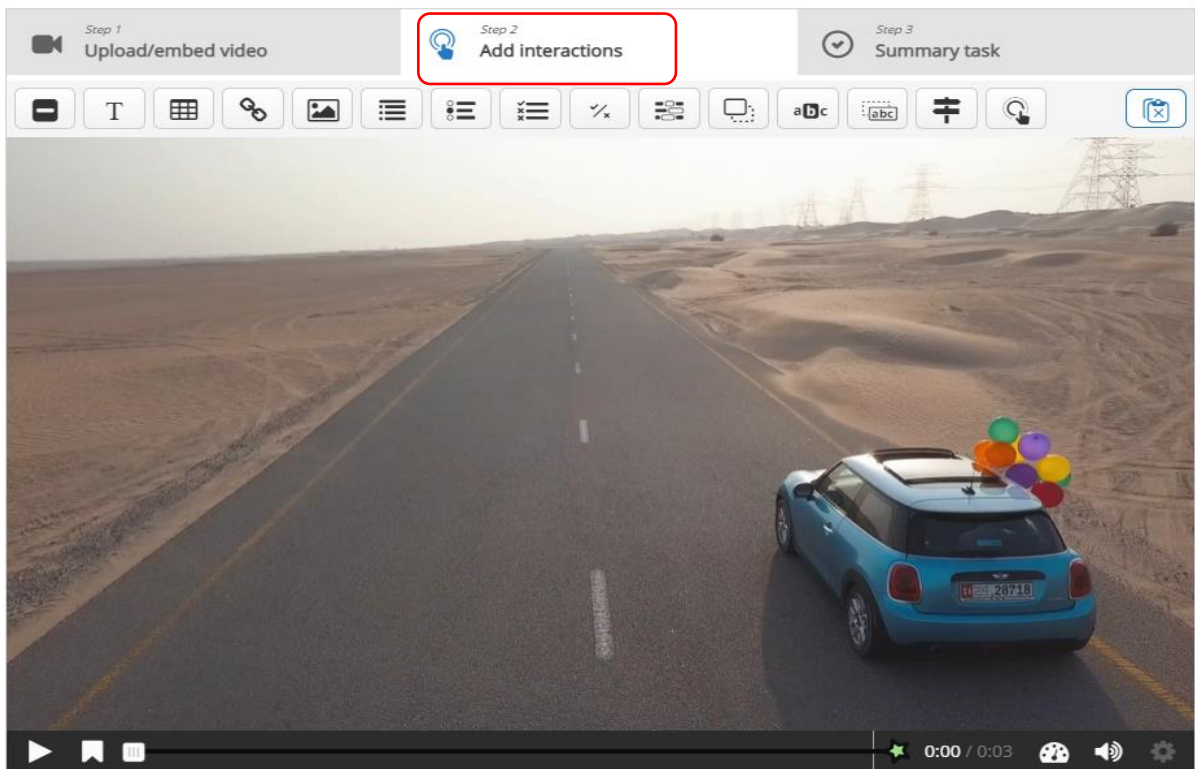 Step 1
Upload/embed video
Step 2
Add interactions
Step 3
Summary task
T
abc
abc
28718
0:00 / 0:03